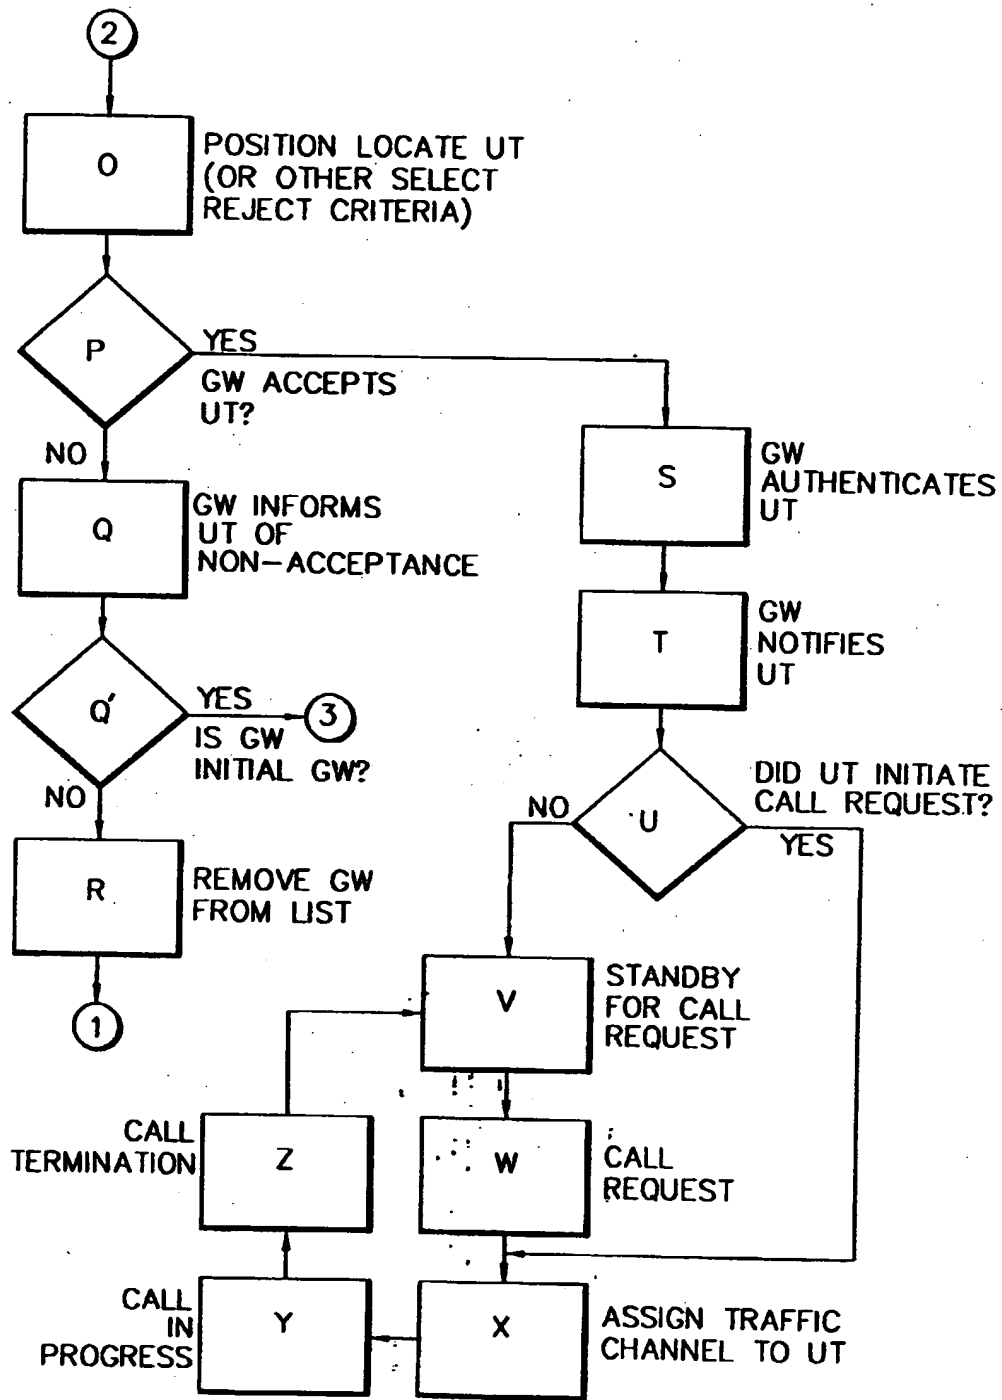 2
O
POSITION LOCATE UT
(OR OTHER SELECT
REJECT CRITERIA)
P
YES
GW ACCEPTS
UT?
NO
Q
GW INFORMS
UT OF
NON-ACCEPTANCE
Q'
YES
IS GW
INITIAL GW?
3
NO
R
REMOVE GW
FROM LIST
1
S
GW
AUTHENTICATES
UT
T
GW
NOTIFIES
UT
U
DID UT INITIATE
CALL REQUEST?
NO
YES
V
STANDBY
FOR CALL
REQUEST
W
CALL
REQUEST
X
ASSIGN TRAFFIC
CHANNEL TO UT
Y
CALL
IN
PROGRESS
Z
CALL
TERMINATION